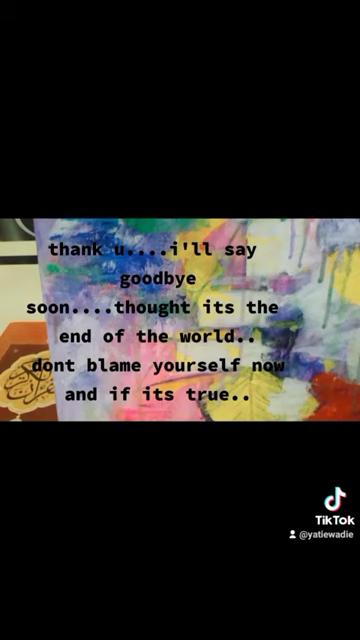 thank u....i'll say
goodbye
soon....thought its the
end of the world..
dont blame yourself now
and if its true..
TikTok
@yatiewadie